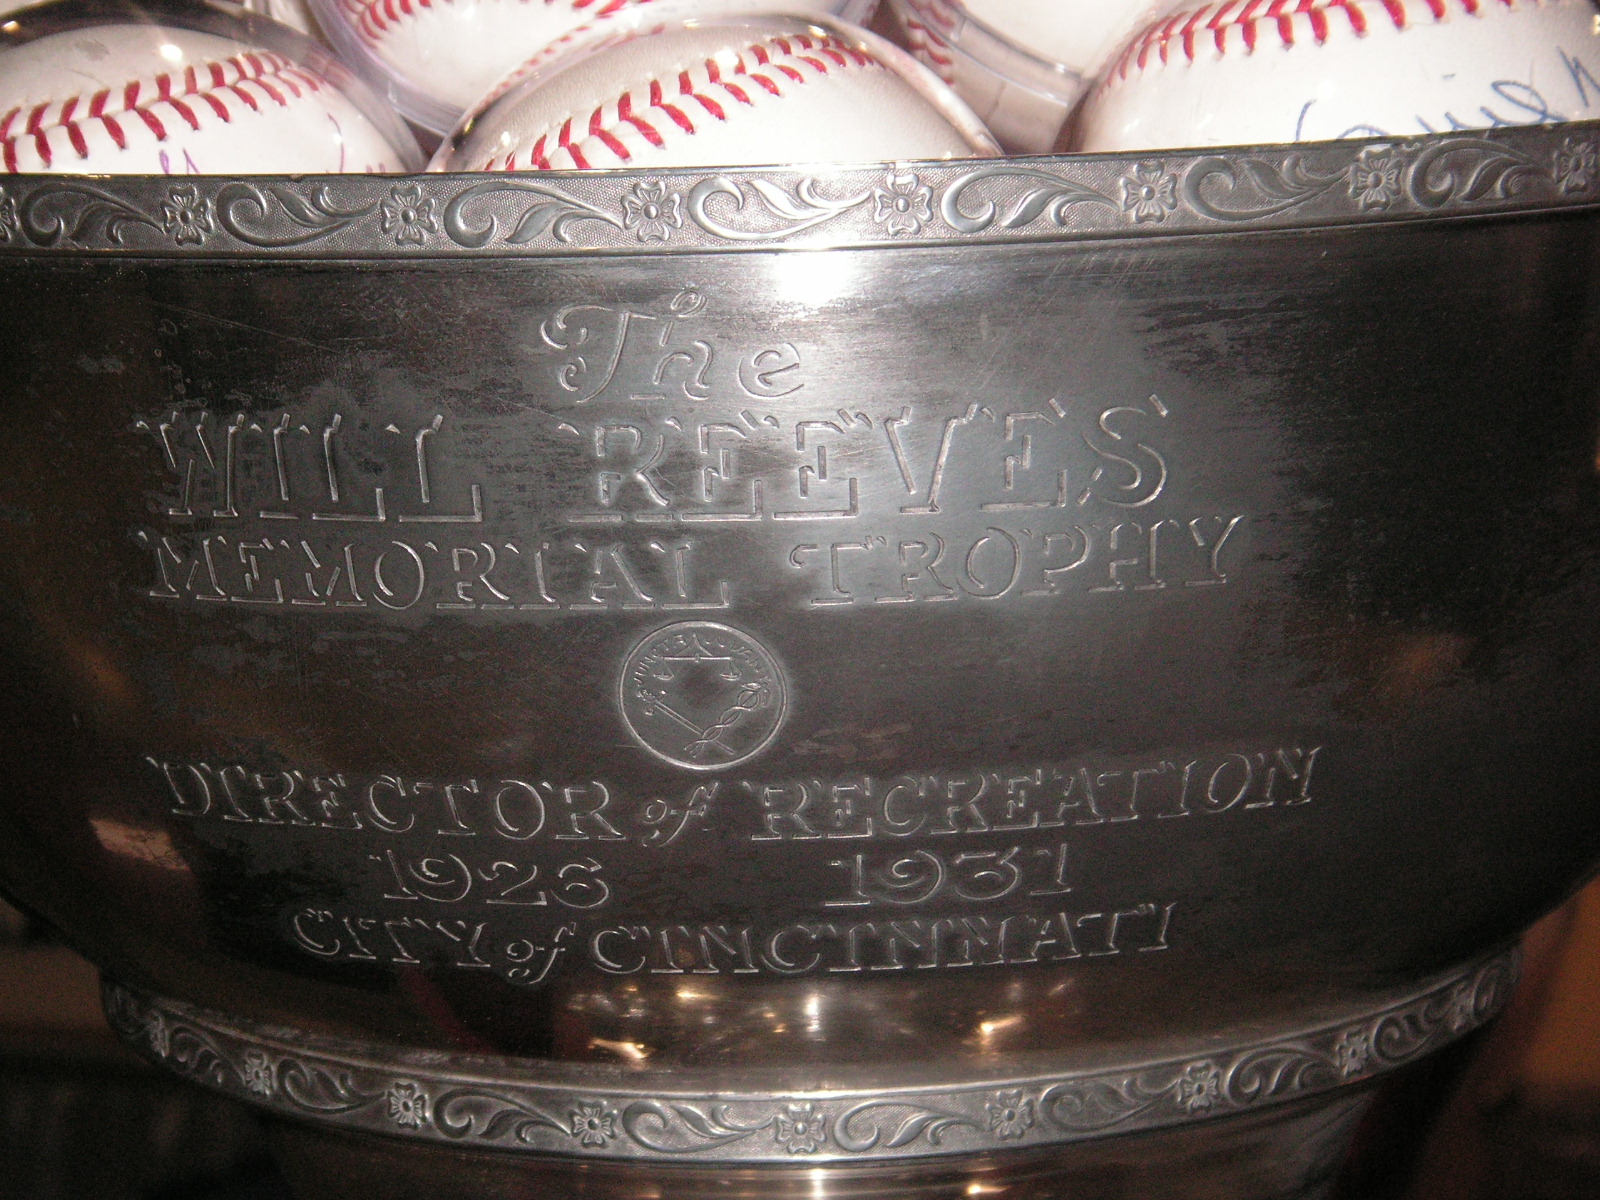 The
WILL REEVES
MEMORIAL TROPHY
DIRECTOR of RECREATION
1926 1931
CITY of CINCINNATI